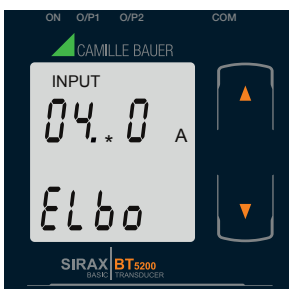 ON O/P1 O/P2 COM
CAMILLE BAUER
INPUT
04.*0 A
ELbo
SIRAX BT5200
BASIC TRANSDUCER